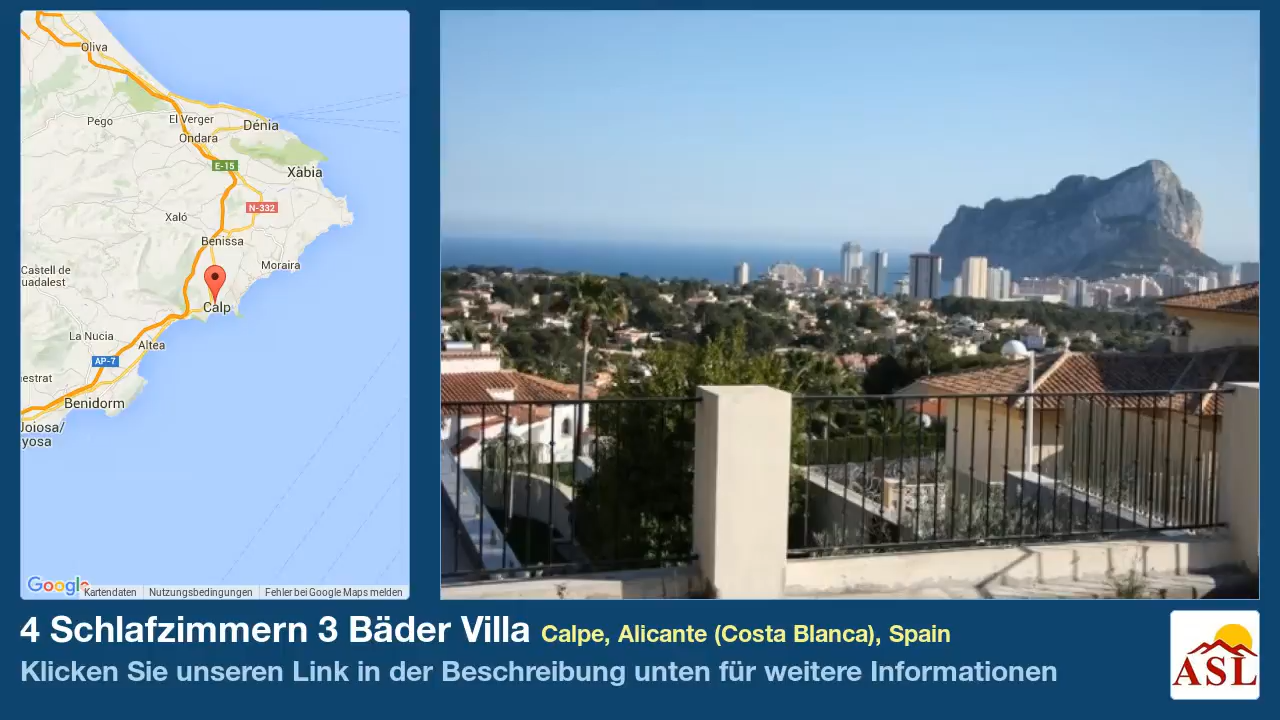 Oliva
Pego
El Verger
Ondara
Dénia
E-15
Xàbia
N-332
Xaló
Benissa
Moraira
Castell de
uadalest
Calp
La Nucia
Altea
AP-7
estrat
Benidorm
Joiosa/
yosa
Google
Kartendaten
Nutzungsbedingungen
Fehler bei Google Maps melden
4 Schlafzimmern 3 Bäder Villa Calpe, Alicante (Costa Blanca), Spain
Klicken Sie unseren Link in der Beschreibung unten für weitere Informationen
ASL